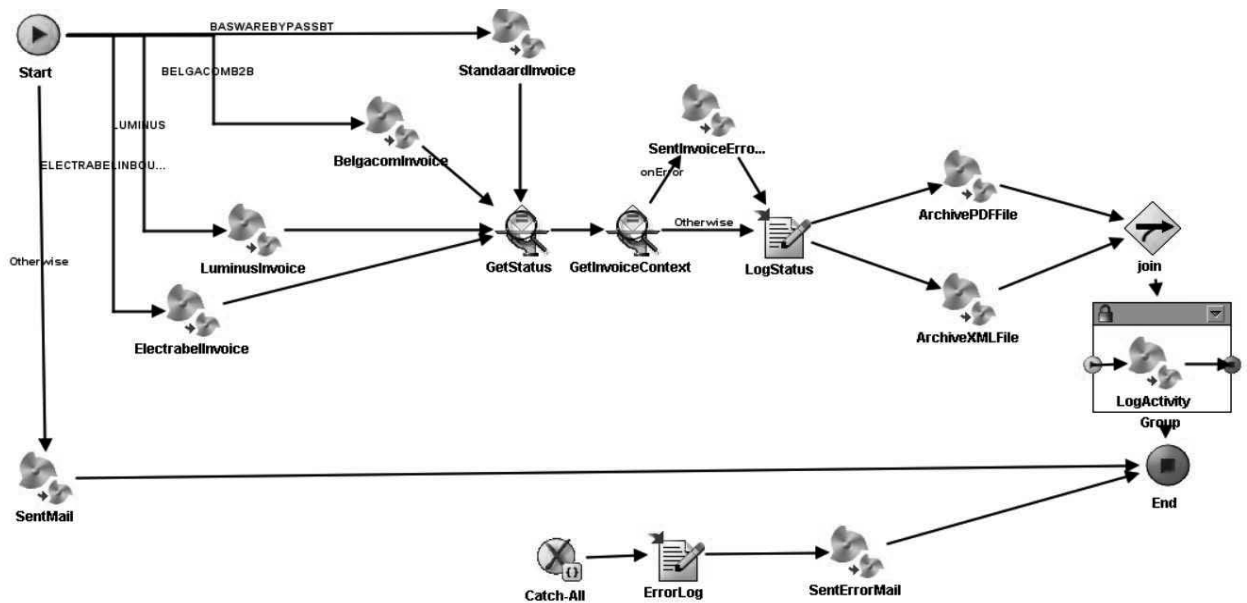 BASWAREBYPASSBT
Start
StandaardInvoice
BELGACOMB2B
LUMINUS
BelgacomInvoice
SentInvoiceErro...
ELECTRABELINBOU...
onError
ArchivePDFFile
Otherwise
Otherwise
LuminusInvoice
GetStatus
GetInvoiceContext
LogStatus
join
ArchiveXMLFile
ElectrabelInvoice
LogActivity
Group
SentMail
End
Catch-All
ErrorLog
SentErrorMail